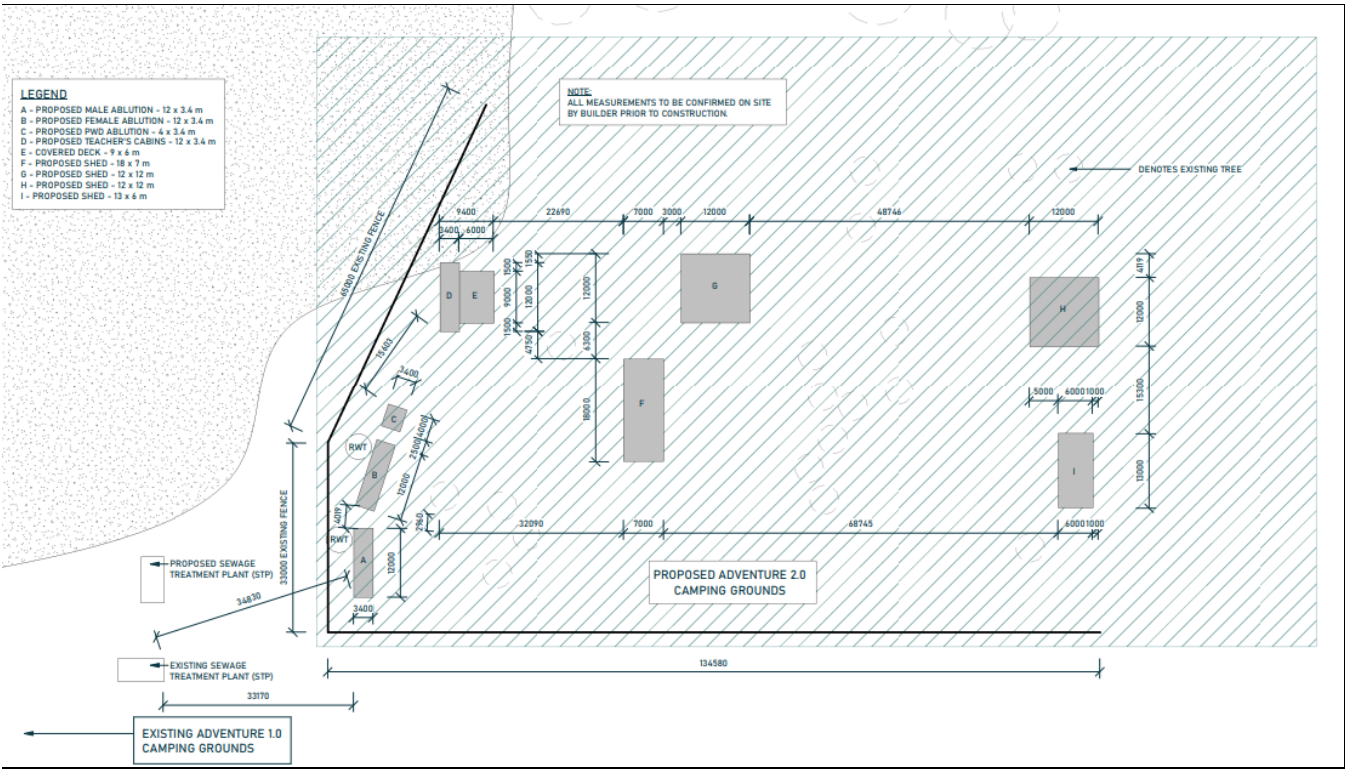 LEGEND
A - PROPOSED MALE ABLUTION - 12 x 3.4 m
B - PROPOSED FEMALE ABLUTION - 12 x 3.4 m
C - PROPOSED PWD ABLUTION - 4 x 3.4 m
D - PROPOSED TEACHER'S CABINS - 12 x 3.4 m
E - COVERED DECK - 9 x 6 m
F - PROPOSED SHED - 18 x 7 m
G - PROPOSED SHED - 12 x 12 m
H - PROPOSED SHED - 12 x 12 m
I - PROPOSED SHED - 13 x 6 m
NOTE:
ALL MEASUREMENTS TO BE CONFIRMED ON SITE
BY BUILDER PRIOR TO CONSTRUCTION.
DENOTES EXISTING TREE
9400
22690
7000
3000
12000
48746
12000
3400
6000
65000 EXISTING FENCE
D
E
1500
9000
1500
1550
12000
4750
12000
6300
18000
G
F
H
4119
12000
15300
13000
5000
6000
1000
I
15403
3400
C
4000
2500
RWT
B
12000
4019
2960
RWT
A
12000
3400
33000 EXISTING FENCE
32090
7000
68745
6000
1000
PROPOSED SEWAGE
TREATMENT PLANT (STP)
34830
PROPOSED ADVENTURE 2.0
CAMPING GROUNDS
EXISTING SEWAGE
TREATMENT PLANT (STP)
134580
33170
EXISTING ADVENTURE 1.0
CAMPING GROUNDS